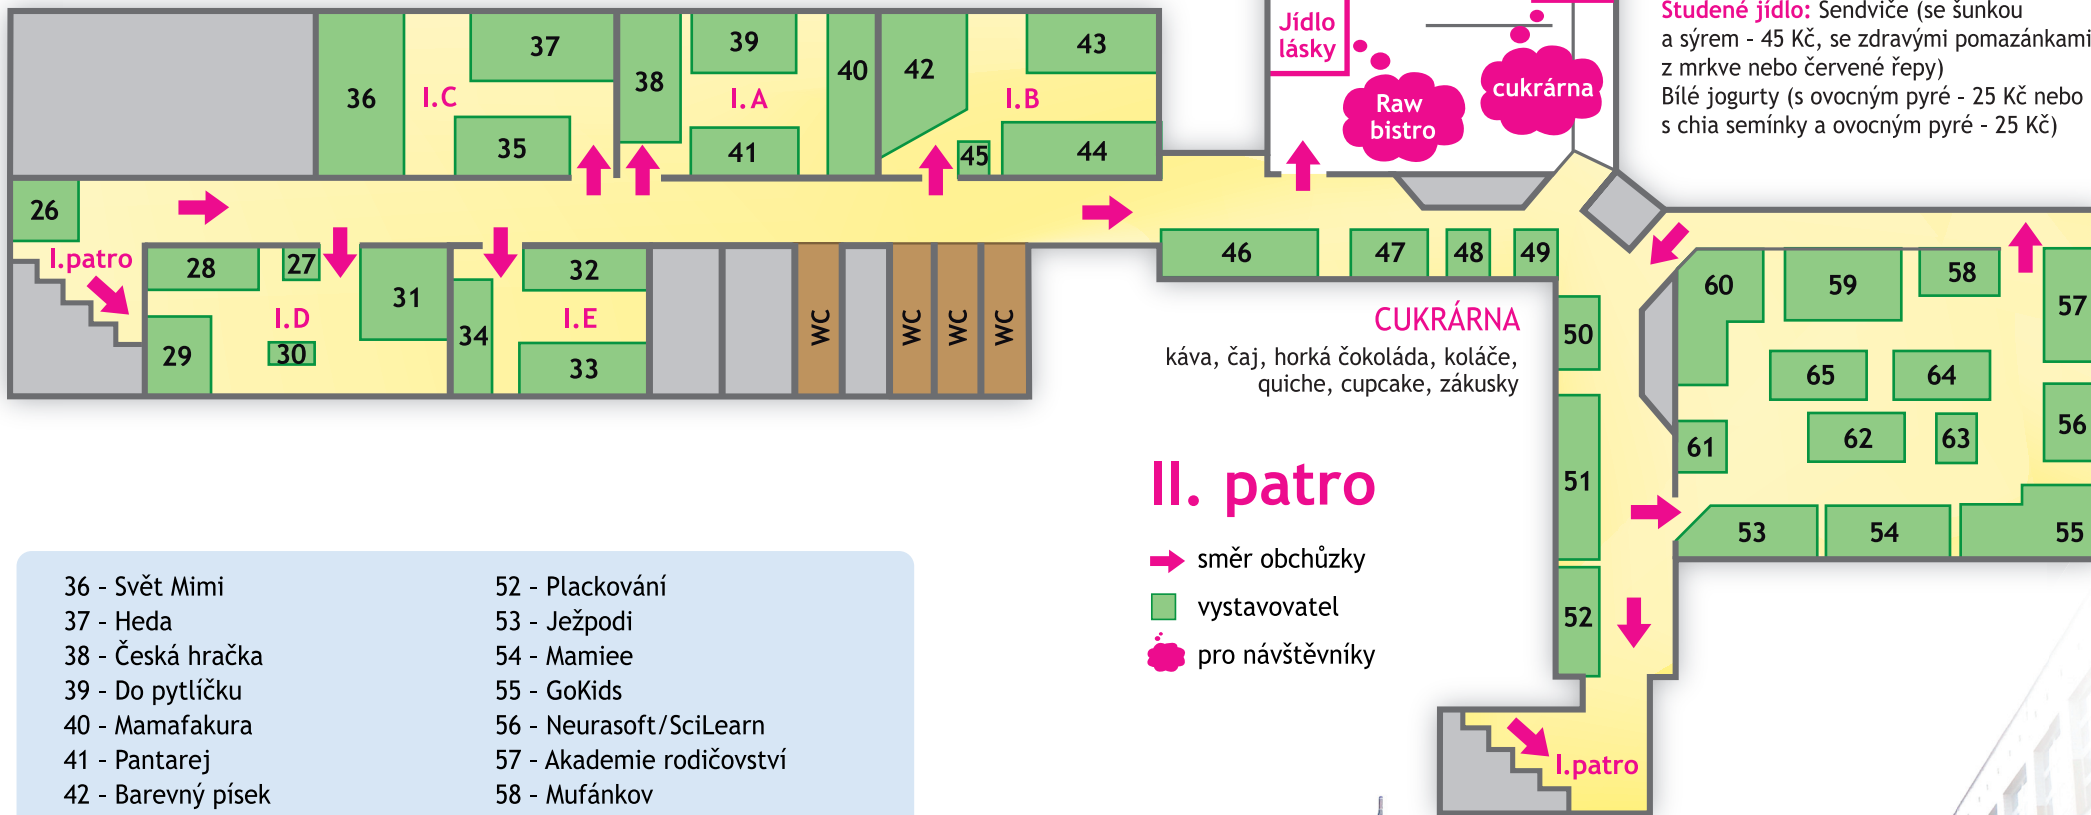 36
37
I.C
35
38
39
I.A
41
40
42
43
I.B
45
44
Jídlo
lásky
Raw
bistro
cukrárna
Studené jídlo: Sendviče (se šunkou
a sýrem - 45 Kč, se zdravými pomazánkami
z mrkve nebo červené řepy)
Bílé jogurty (s ovocným pyré - 25 Kč nebo
s chia semínky a ovocným pyré - 25 Kč)
26
I.patro
28
27
31
I.D
29
30
34
32
I.E
33
WC
WC
WC
WC
46
47
48
49
50
51
52
60
59
58
57
65
64
56
61
62
63
53
54
55
I.patro
CUKRÁRNA
káva, čaj, horká čokoláda, koláče,
quiche, cupcake, zákusky
II. patro
směr obchůzky
vystavovatel
pro návštěvníky
36 - Svět Mimi
37 - Heda
38 - Česká hračka
39 - Do pytlíčku
40 - Mamafakura
41 - Pantarej
42 - Barevný písek
52 - Plackování
53 - Ježpodi
54 - Mamiee
55 - GoKids
56 - Neurasoft/SciLearn
57 - Akademie rodičovství
58 - Mufánkov